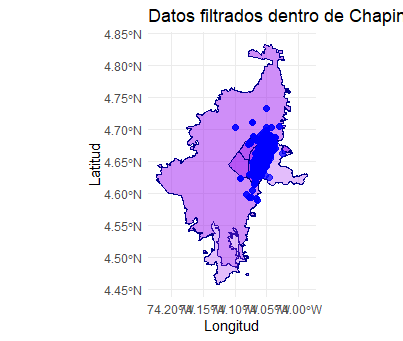 Datos filtrados dentro de Chapin
4.85°N
4.80°N
4.75°N
4.70°N
4.65°N
4.60°N
4.55°N
4.50°N
4.45°N
Latitud
74.20°W 74.15°W 74.10°W 74.05°W 74.00°W
Longitud